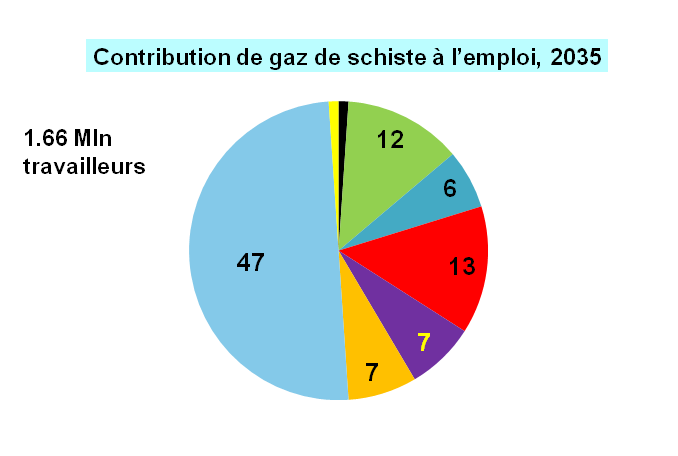 Contribution de gaz de schiste à l’emploi, 2035
1.66 Mln
travailleurs
12
6
13
7
7
47